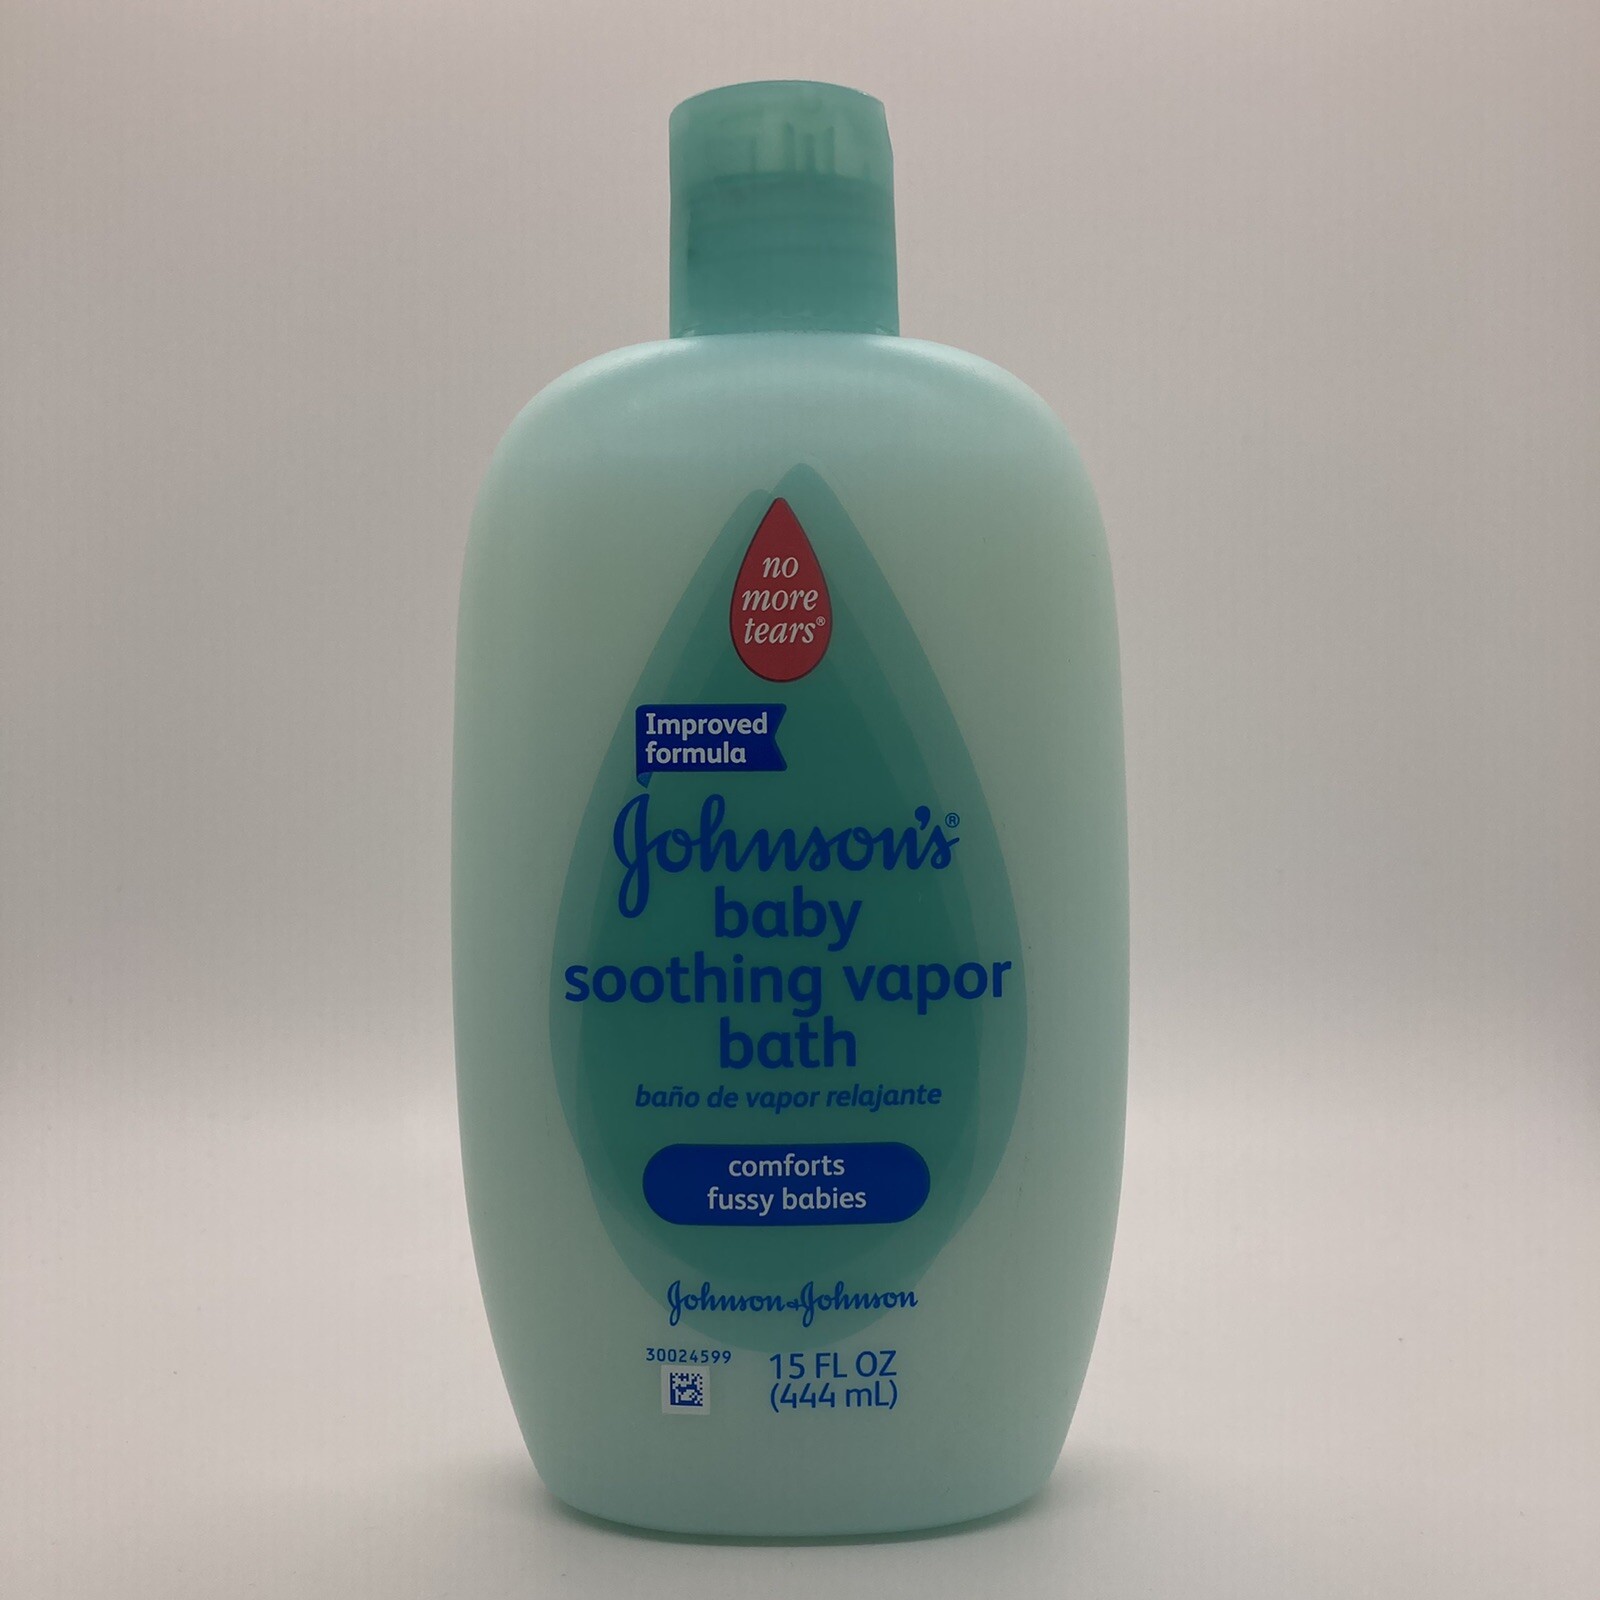 no
more
tears®
Improved
formula
Johnson's®
baby
soothing vapor
bath
baño de vapor relajante
comforts
fussy babies
Johnson & Johnson
30024599
15 FL OZ
(444 mL)